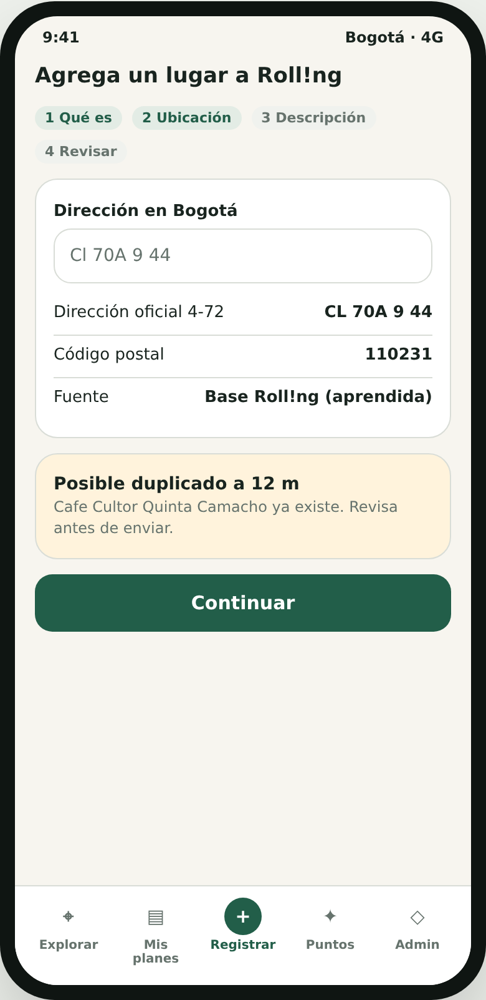 9:41
Bogotá · 4G
Agrega un lugar a Roll!ng
1 Qué es
2 Ubicación
3 Descripción
4 Revisar
Dirección en Bogotá
Cl 70A 9 44
Dirección oficial 4-72
CL 70A 9 44
Código postal
110231
Fuente
Base Roll!ng (aprendida)
Posible duplicado a 12 m
Cafe Cultor Quinta Camacho ya existe. Revisa
antes de enviar.
Continuar
Explorar
Mis
planes
Registrar
Puntos
Admin